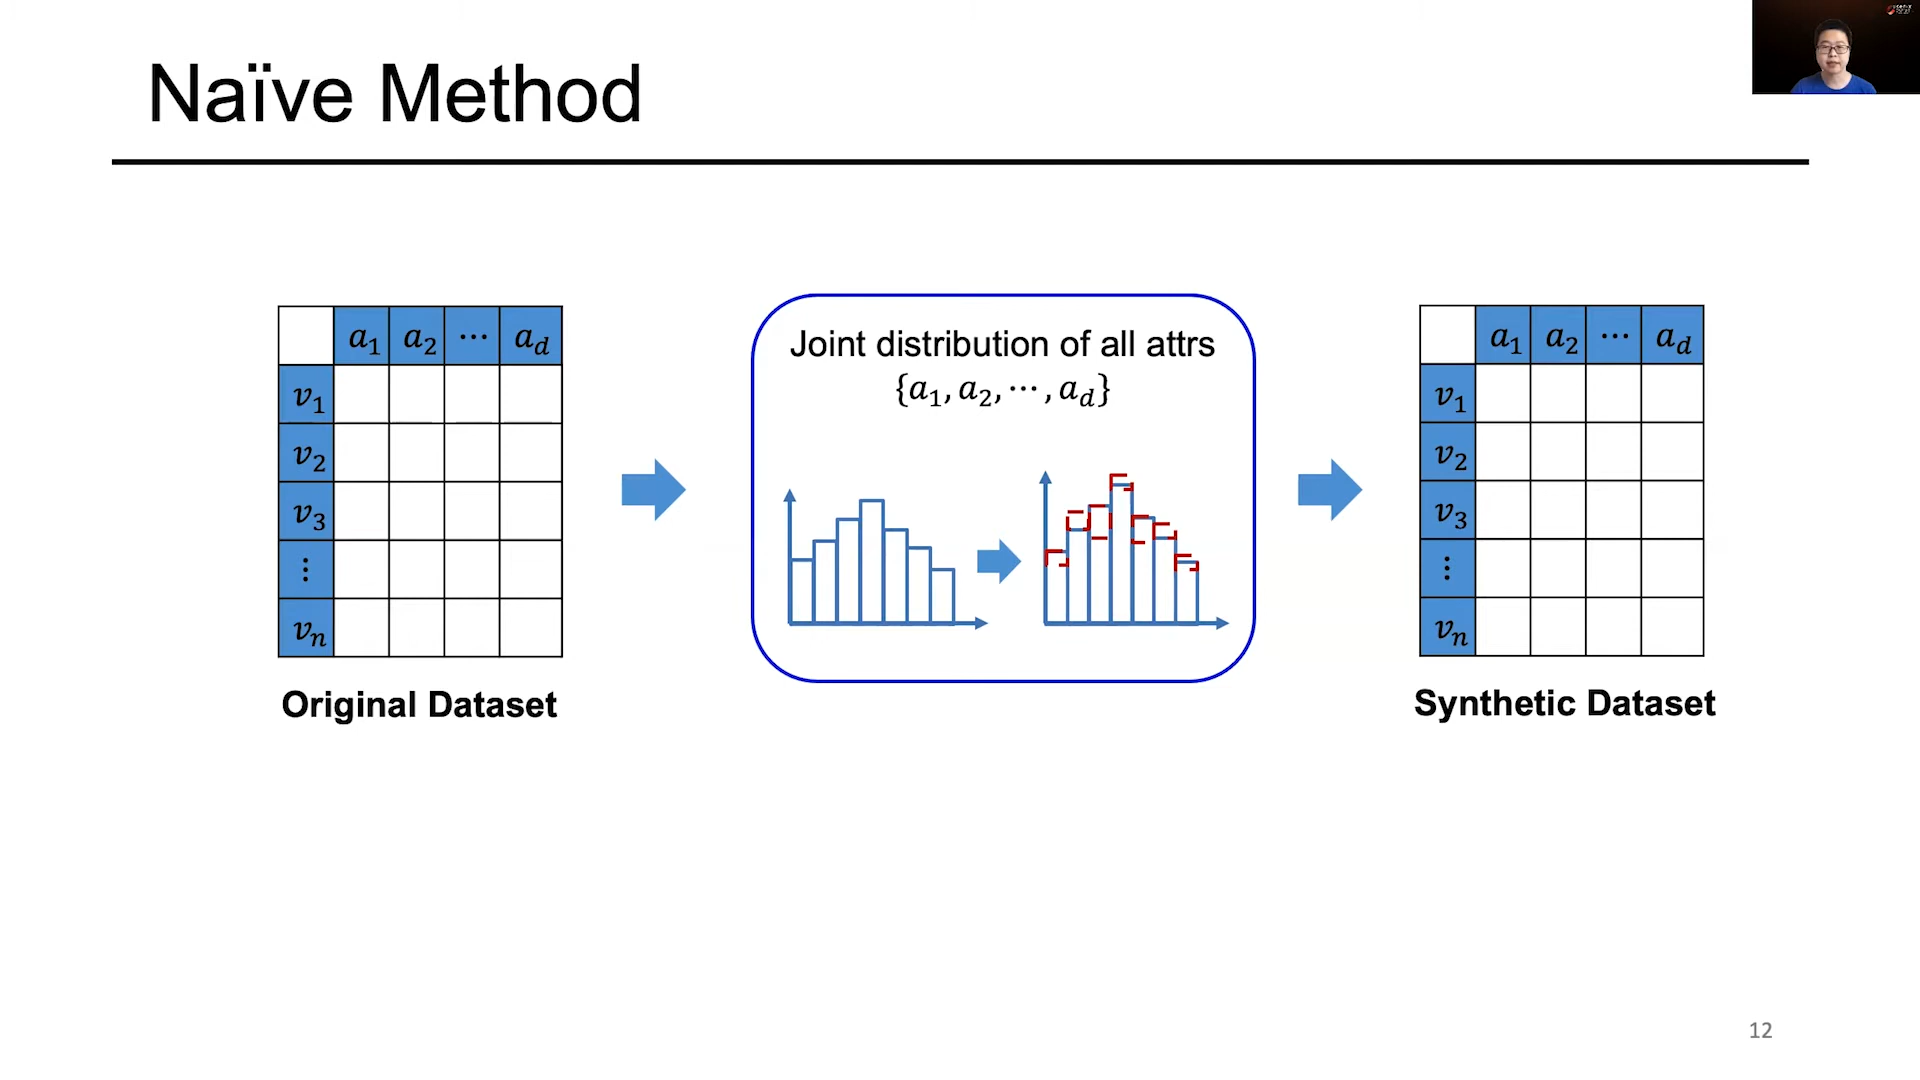 Naïve Method
a1 a2 ⋯ ad
v1
v2
v3
⋮
vn
Original Dataset
Joint distribution of all attrs
{a1, a2, ⋯ , ad}
a1 a2 ⋯ ad
v1
v2
v3
⋮
vn
Synthetic Dataset
12